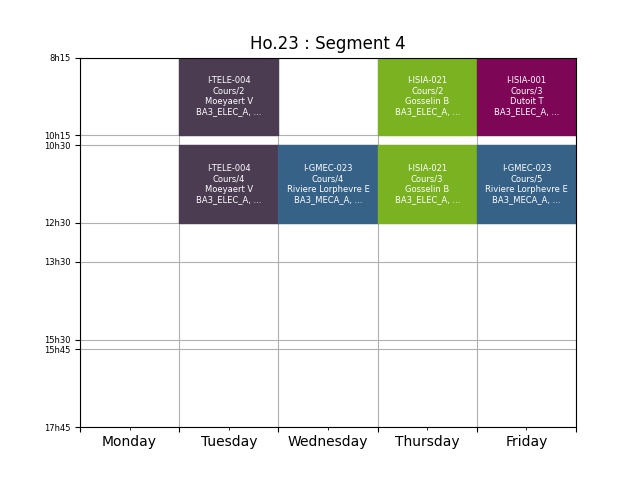 Ho.23 : Segment 4
8h15
I-TELE-004
Cours/2
Moeyaert V
BA3_ELEC_A, ...
I-ISIA-021
Cours/2
Gosselin B
BA3_ELEC_A, ...
I-ISIA-001
Cours/3
Dutoit T
BA3_ELEC_A, ...
10h15
10h30
I-TELE-004
Cours/4
Moeyaert V
BA3_ELEC_A, ...
I-GMEC-023
Cours/4
Riviere Lorphevre E
BA3_MECA_A, ...
I-ISIA-021
Cours/3
Gosselin B
BA3_ELEC_A, ...
I-GMEC-023
Cours/5
Riviere Lorphevre E
BA3_MECA_A, ...
12h30
13h30
15h30
15h45
17h45
Monday Tuesday Wednesday Thursday Friday